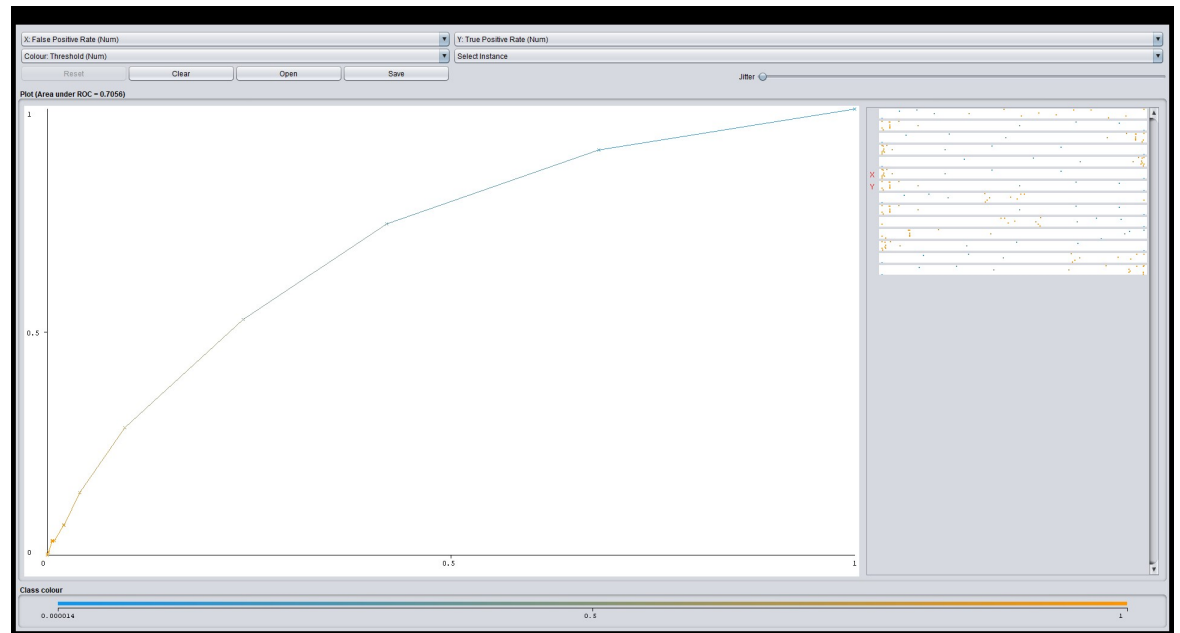 X: False Positive Rate (Num)
Y: True Positive Rate (Num)
Colour: Threshold (Num)
Select Instance
Reset
Clear
Open
Save
Jitter
Plot (Area under ROC = 0.7056)
1
X
Y
0.5
0
0
0.5
1
Class colour
0.000014
0.5
1